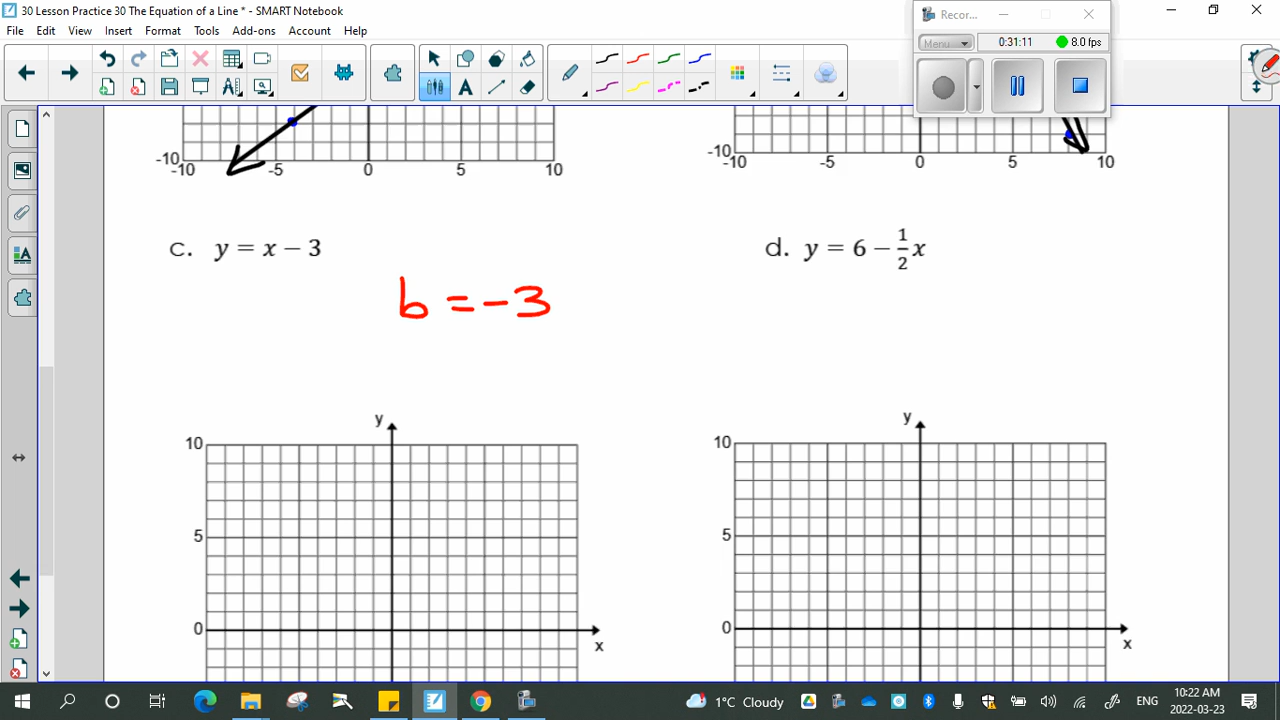 30 Lesson Practice 30 The Equation of a Line * - SMART Notebook
Recor...
File Edit View Insert Format Tools Add-ons Account Help
Menu 0:31:11 8.0 fps
-10
-10 -5 0 5 10
-10
-10 -5 0 5 10
c. y = x − 3
d. y = 6 − 1/2 x
b = -3
y
10
5
0
x
y
10
5
0
x
1°C Cloudy
ENG
10:22 AM
2022-03-23